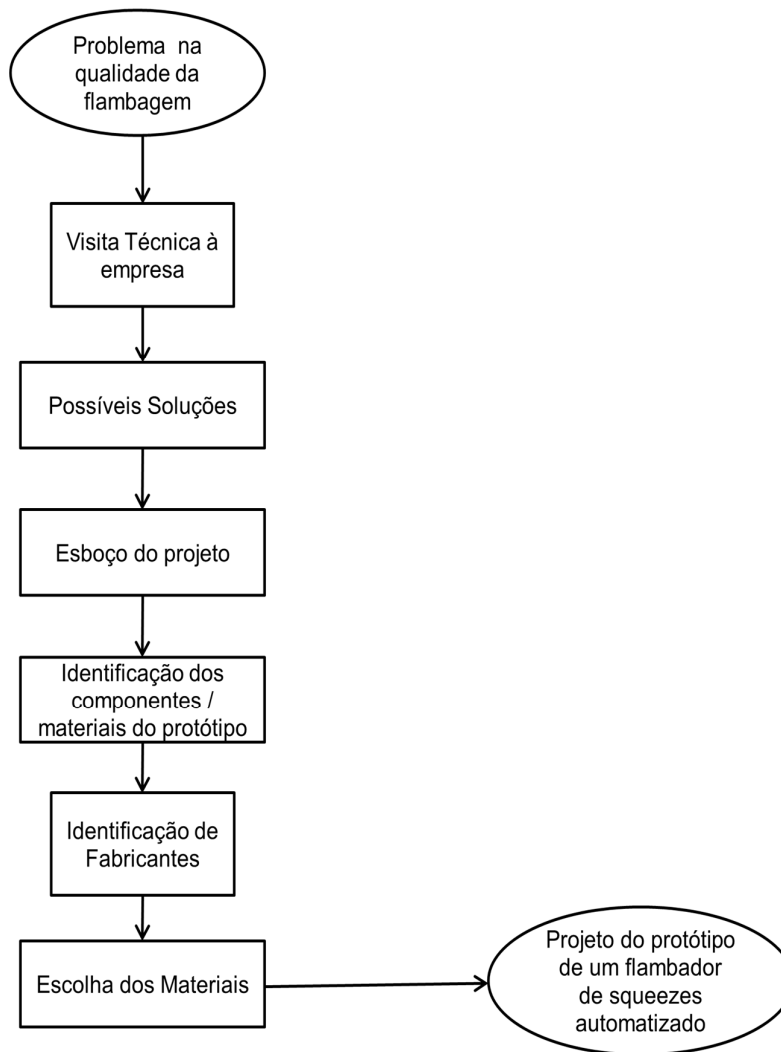 Problema na
qualidade da
flambagem
Visita Técnica à
empresa
Possíveis Soluções
Esboço do projeto
Identificação dos
componentes /
materiais do protótipo
Identificação de
Fabricantes
Escolha dos Materiais
Projeto do protótipo
de um flambador
de squeezes
automatizado